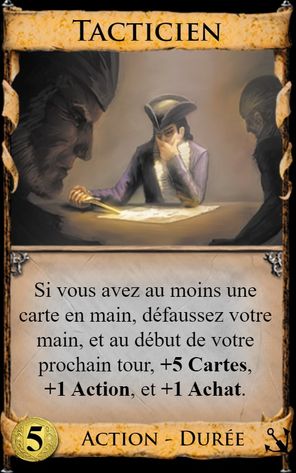 TACTICIEN
Si vous avez au moins une
carte en main, défaussez votre
main, et au début de votre
prochain tour, +5 Cartes,
+1 Action, et +1 Achat.
5 ACTION - DURÉE